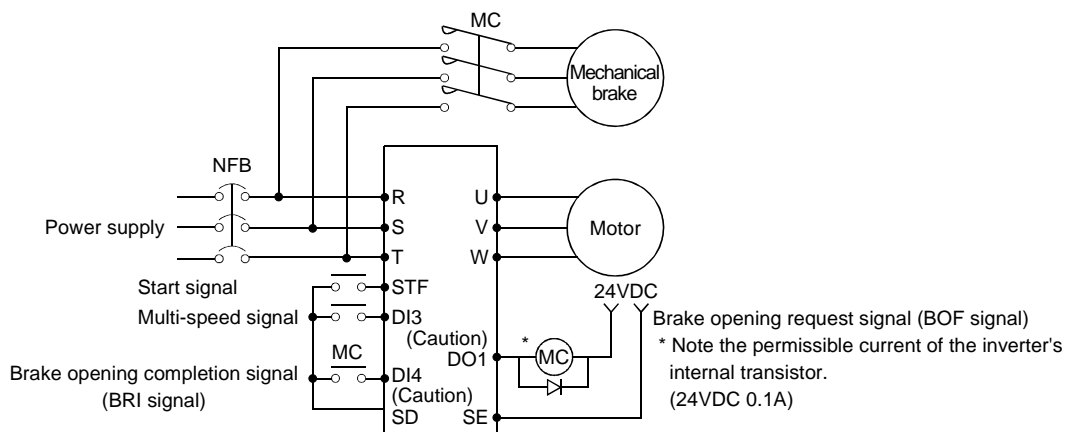 MC
Mechanical
brake
NFB
R
U
Power supply
S
V
Motor
T
W
Start signal
STF
24VDC
Multi-speed signal
DI3
(Caution)
Brake opening request signal (BOF signal)
DO1
* MC
* Note the permissible current of the inverter's
internal transistor.
(24VDC 0.1A)
MC
Brake opening completion signal
(BRI signal)
DI4
(Caution)
SD
SE